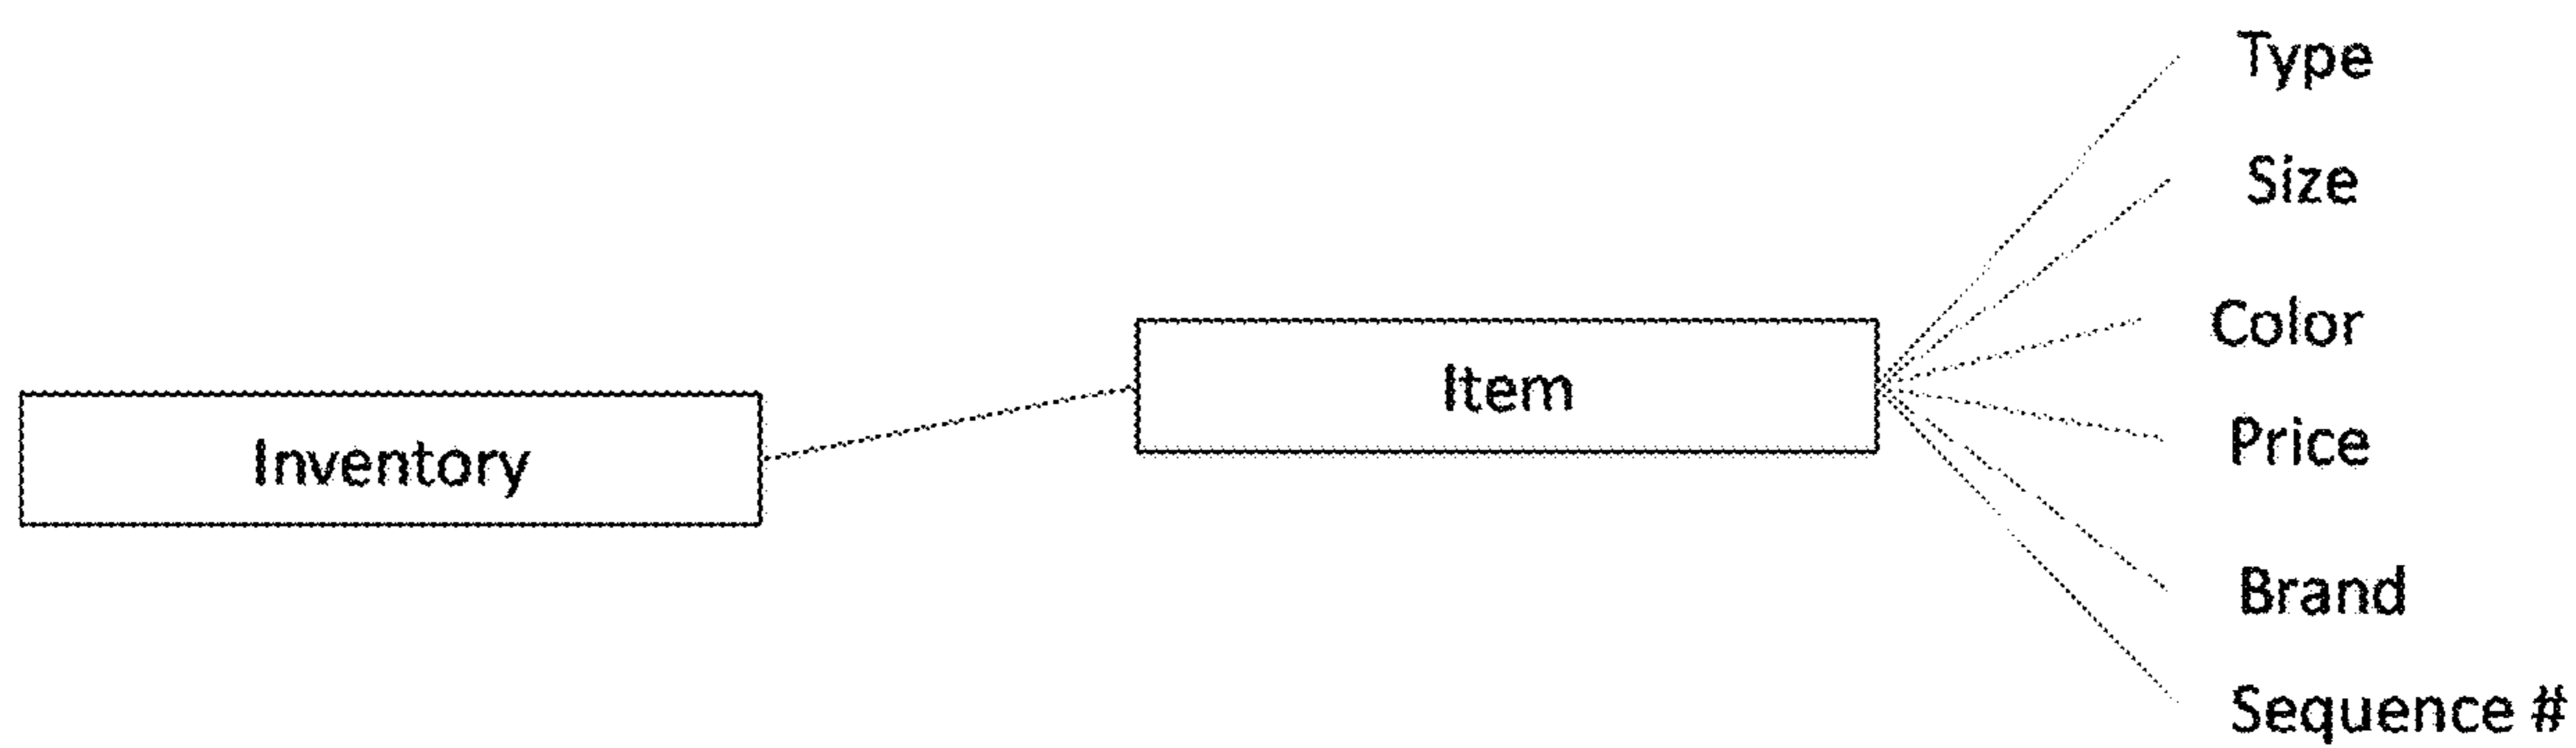 Type
Size
Color
Item
Price
Inventory
Brand
Sequence #